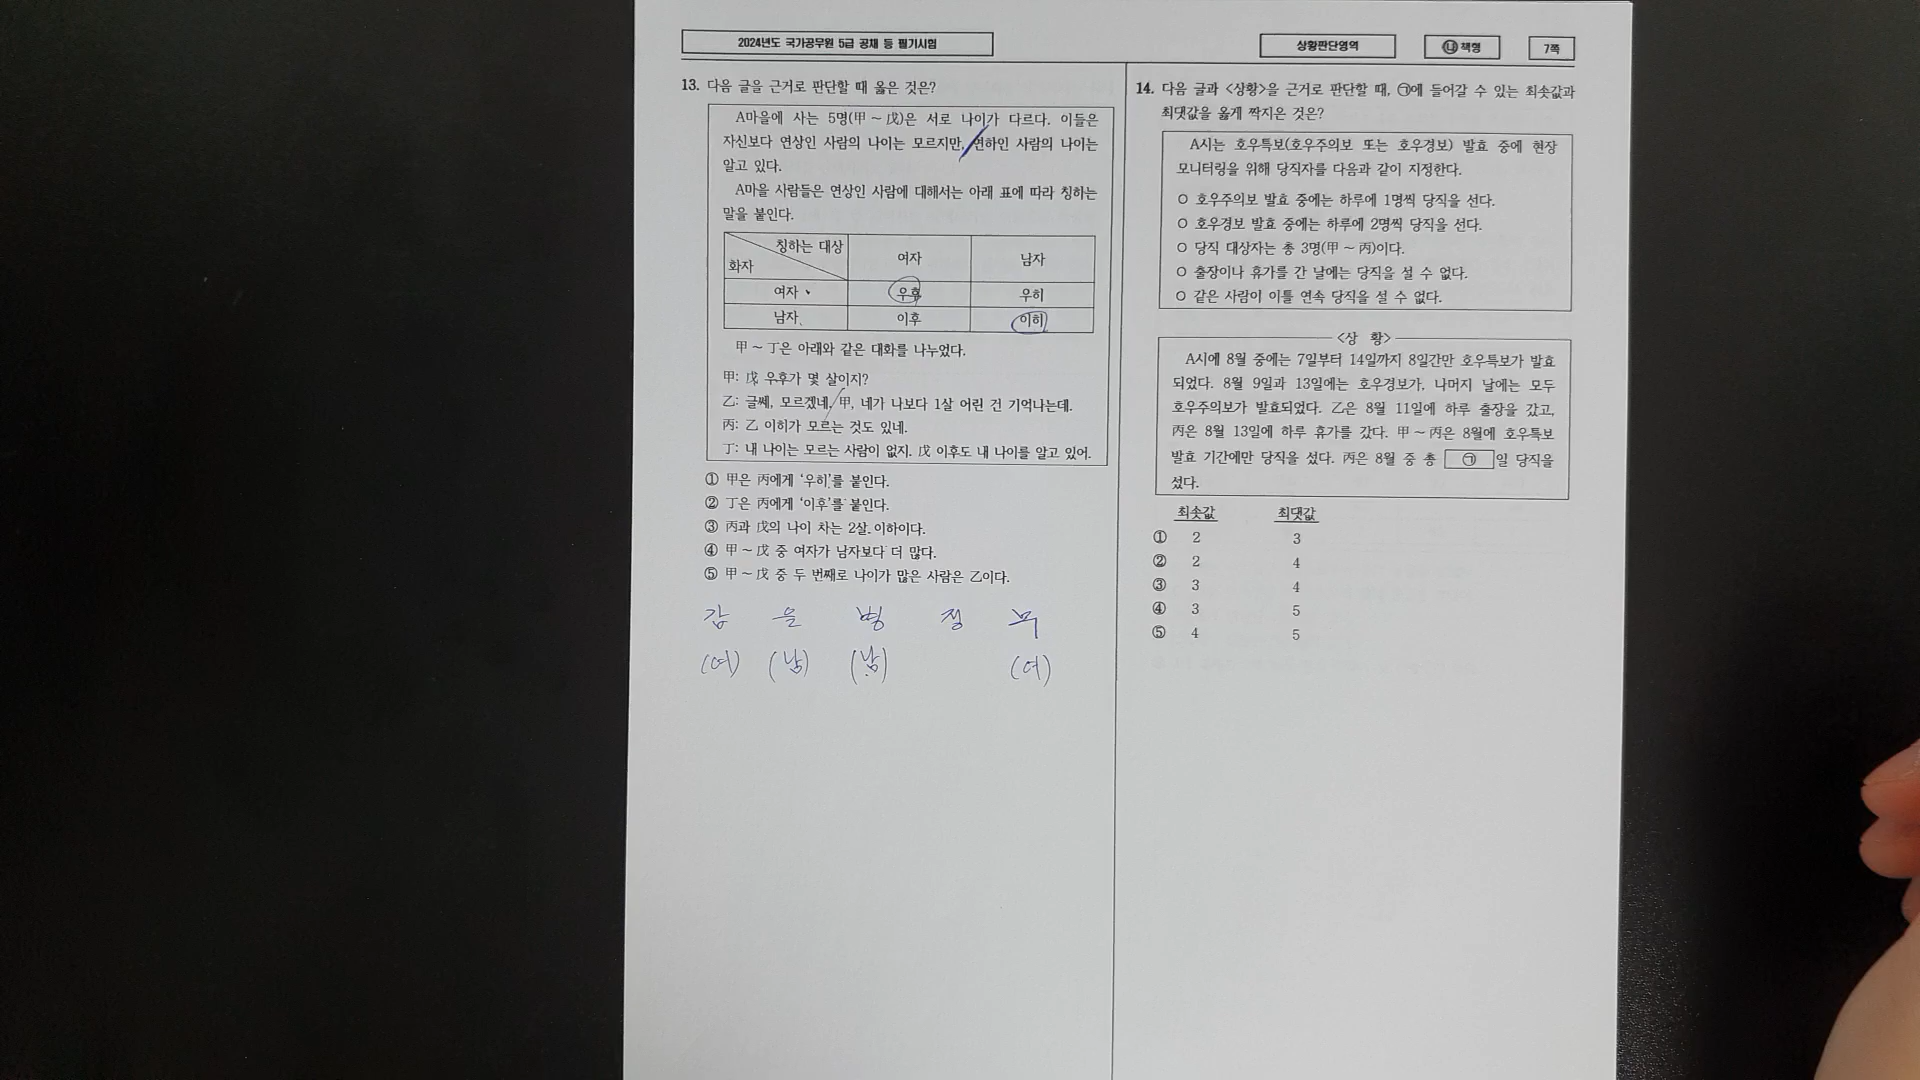 2024년도 국가공무원 5급 공채 등 필기시험
상황판단영역
㉯ 책형
7쪽
13. 다음 글을 근거로 판단할 때 옳은 것은?
A마을에 사는 5명(甲 ~ 戊)은 서로 나이가 다르다. 이들은
자신보다 연상인 사람의 나이는 모르지만, 연하인 사람의 나이는
알고 있다.
A마을 사람들은 연상인 사람에 대해서는 아래 표에 따라 칭하는
말을 붙인다.
칭하는 대상
화자
여자
남자
여자
우후
우히
남자
이후
이히
甲 ~ 丁은 아래와 같은 대화를 나누었다.
甲: 戊 우후가 몇 살이지?
乙: 글쎄, 모르겠네. 甲, 네가 나보다 1살 어린 건 기억나는데.
丙: 乙 이히가 모르는 것도 있네.
丁: 내 나이는 모르는 사람이 없지. 戊 이후도 내 나이를 알고 있어.
① 甲은 丙에게 ‘우히’를 붙인다.
② 丁은 丙에게 ‘이후’를 붙인다.
③ 丙과 戊의 나이 차는 2살 이하이다.
④ 甲 ~ 戊 중 여자가 남자보다 더 많다.
⑤ 甲 ~ 戊 중 두 번째로 나이가 많은 사람은 乙이다.
갑 을 병 정 무
(여) (남) (남) (여)
14. 다음 글과 <상황>을 근거로 판단할 때, ㉠에 들어갈 수 있는 최솟값과
최댓값을 옳게 짝지은 것은?
A시는 호우특보(호우주의보 또는 호우경보) 발효 중에 현장
모니터링을 위해 당직자를 다음과 같이 지정한다.
○ 호우주의보 발효 중에는 하루에 1명씩 당직을 선다.
○ 호우경보 발효 중에는 하루에 2명씩 당직을 선다.
○ 당직 대상자는 총 3명(甲 ~ 丙)이다.
○ 출장이나 휴가를 간 날에는 당직을 설 수 없다.
○ 같은 사람이 이틀 연속 당직을 설 수 없다.
<상 황>
A시에 8월 중에는 7일부터 14일까지 8일간만 호우특보가 발효
되었다. 8월 9일과 13일에는 호우경보가, 나머지 날에는 모두
호우주의보가 발효되었다. 乙은 8월 11일에 하루 출장을 갔고,
丙은 8월 13일에 하루 휴가를 갔다. 甲 ~ 丙은 8월에 호우특보
발효 기간에만 당직을 섰다. 丙은 8월 중 총 ㉠ 일 당직을
섰다.
최솟값 최댓값
① 2 3
② 2 4
③ 3 4
④ 3 5
⑤ 4 5